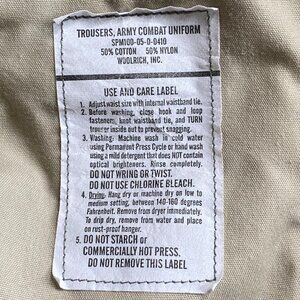 TROUSERS, ARMY COMBAT UNIFORM
SPM100-05-D-0410
50% COTTON 50% NYLON
WOOLRICH, INC.
USE AND CARE LABEL
1. Adjust waist size with internal waistband tie.
2. Before washing, close hook and loop
fasteners, knot waistband tie, and TURN
trouser inside out to prevent snagging.
3. Washing: Machine wash in cold water
using Permanent Press Cycle or hand wash
using a mild detergent that does NOT contain
optical brighteners. Rinse completely.
DO NOT WRING or TWIST.
DO NOT USE CHLORINE BLEACH.
4. Drying: Hang dry or machine dry on low to
medium setting, between 140-160 degrees
Fahrenheit. Remove from dryer immediately.
To drip dry, remove from water and place
on rust-proof hanger.
5. DO NOT STARCH or
COMMERCIALLY HOT PRESS.
DO NOT REMOVE THIS LABEL